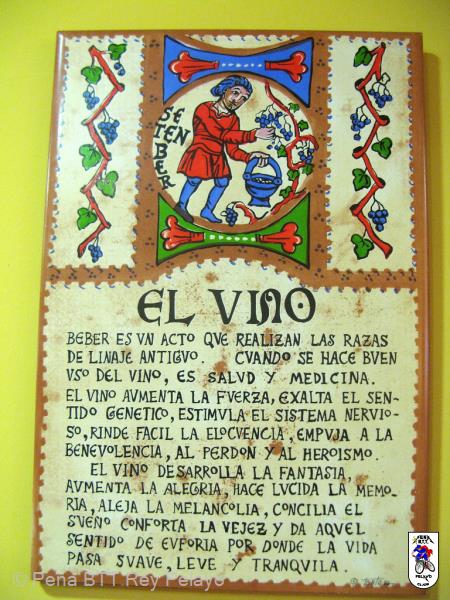 SE
TEN
BER
EL VINO
BEBER ES VN ACTO QUE REALIZAN LAS RAZAS
DE LINAJE ANTIGVO. CVANDO SE HACE BVEN
VSO DEL VINO, ES SALVD Y MEDICINA.
EL VINO AVMENTA LA FVERZA, EXALTA EL SEN-
TIDO GENETICO, ESTIMVLA EL SISTEMA NERVIO-
SO, RINDE FACIL LA ELOCVENCIA, EMPVJA A LA
BENEVOLENCIA, AL PERDON Y AL HEROISMO.
EL VINO DESARROLLA LA FANTASIA,
AVMENTA LA ALEGRIA, HACE LVCIDA LA MEMO-
RIA, ALEJA LA MELANCOLIA, CONCILIA EL
SVEÑO CONFORTA LA VEJEZ Y DA AQVEL
SENTIDO DE EVFORIA POR DONDE LA VIDA
PASA SVAVE, LEVE Y TRANQVILA.
© Peña BTT Rey Pelayo
PEÑA
BTT
PELAYO